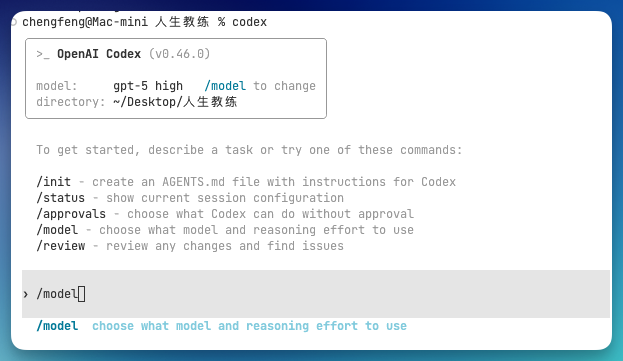 chengfeng@Mac-mini 人生教练 % codex
>_ OpenAI Codex (v0.46.0)
model: gpt-5 high /model to change
directory: ~/Desktop/人生教练
To get started, describe a task or try one of these commands:
/init - create an AGENTS.md file with instructions for Codex
/status - show current session configuration
/approvals - choose what Codex can do without approval
/model - choose what model and reasoning effort to use
/review - review any changes and find issues
› /model
/model choose what model and reasoning effort to use